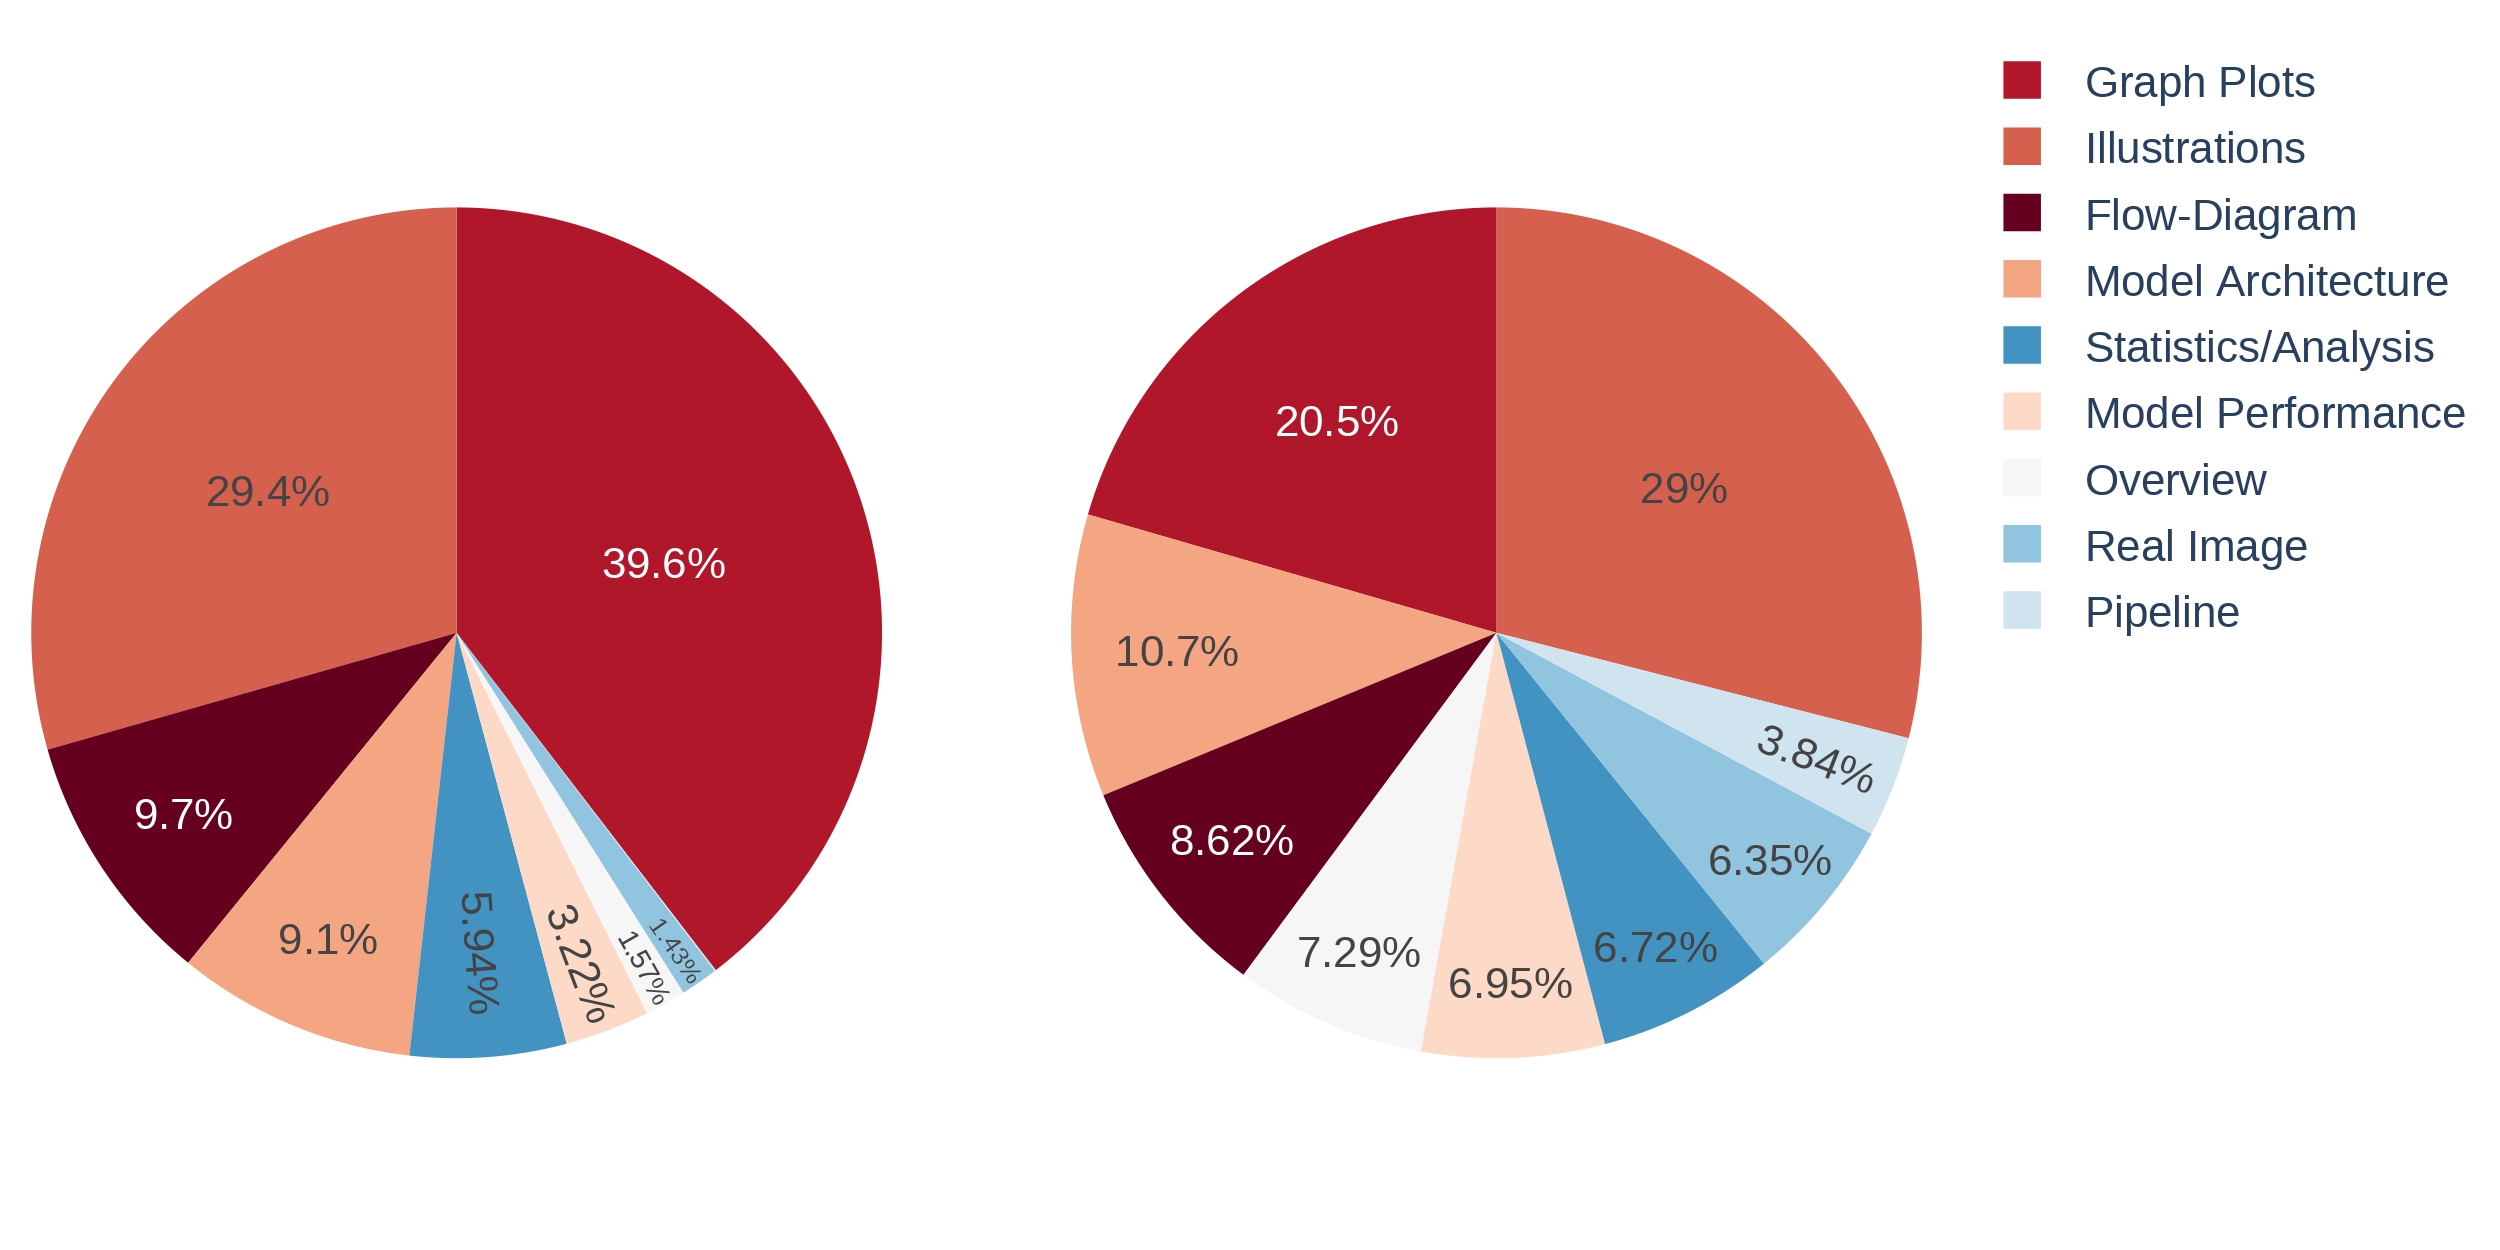 Graph Plots
Illustrations
Flow-Diagram
Model Architecture
Statistics/Analysis
Model Performance
Overview
Real Image
Pipeline
39.6%
29.4%
9.7%
9.1%
5.94%
3.22%
1.57%
1.43%
29%
20.5%
10.7%
8.62%
7.29%
6.95%
6.72%
6.35%
3.84%